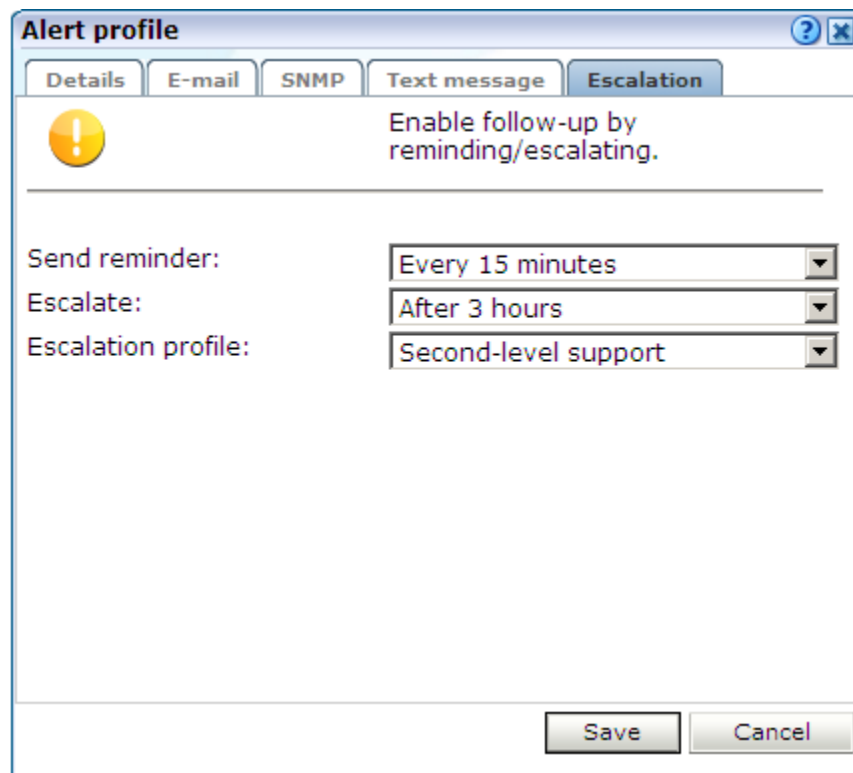 Alert profile
Details E-mail SNMP Text message Escalation
Enable follow-up by
reminding/escalating.
Send reminder: Every 15 minutes
Escalate: After 3 hours
Escalation profile: Second-level support
Save Cancel